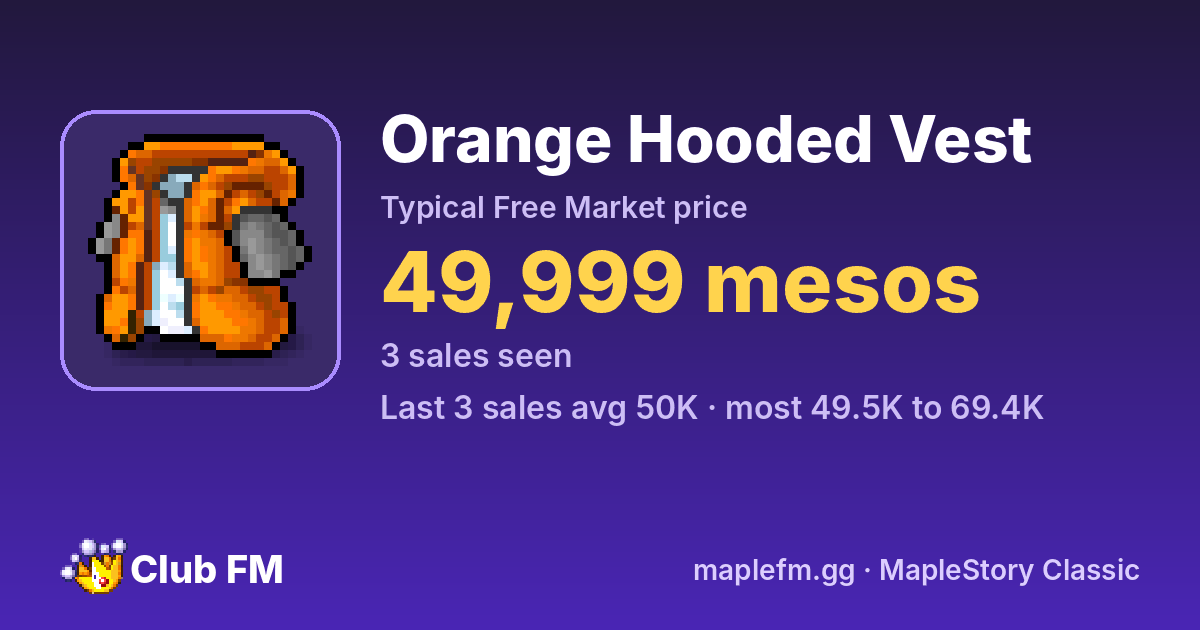 Orange Hooded Vest
Typical Free Market price
49,999 mesos
3 sales seen
Last 3 sales avg 50K · most 49.5K to 69.4K
Club FM
maplefm.gg · MapleStory Classic